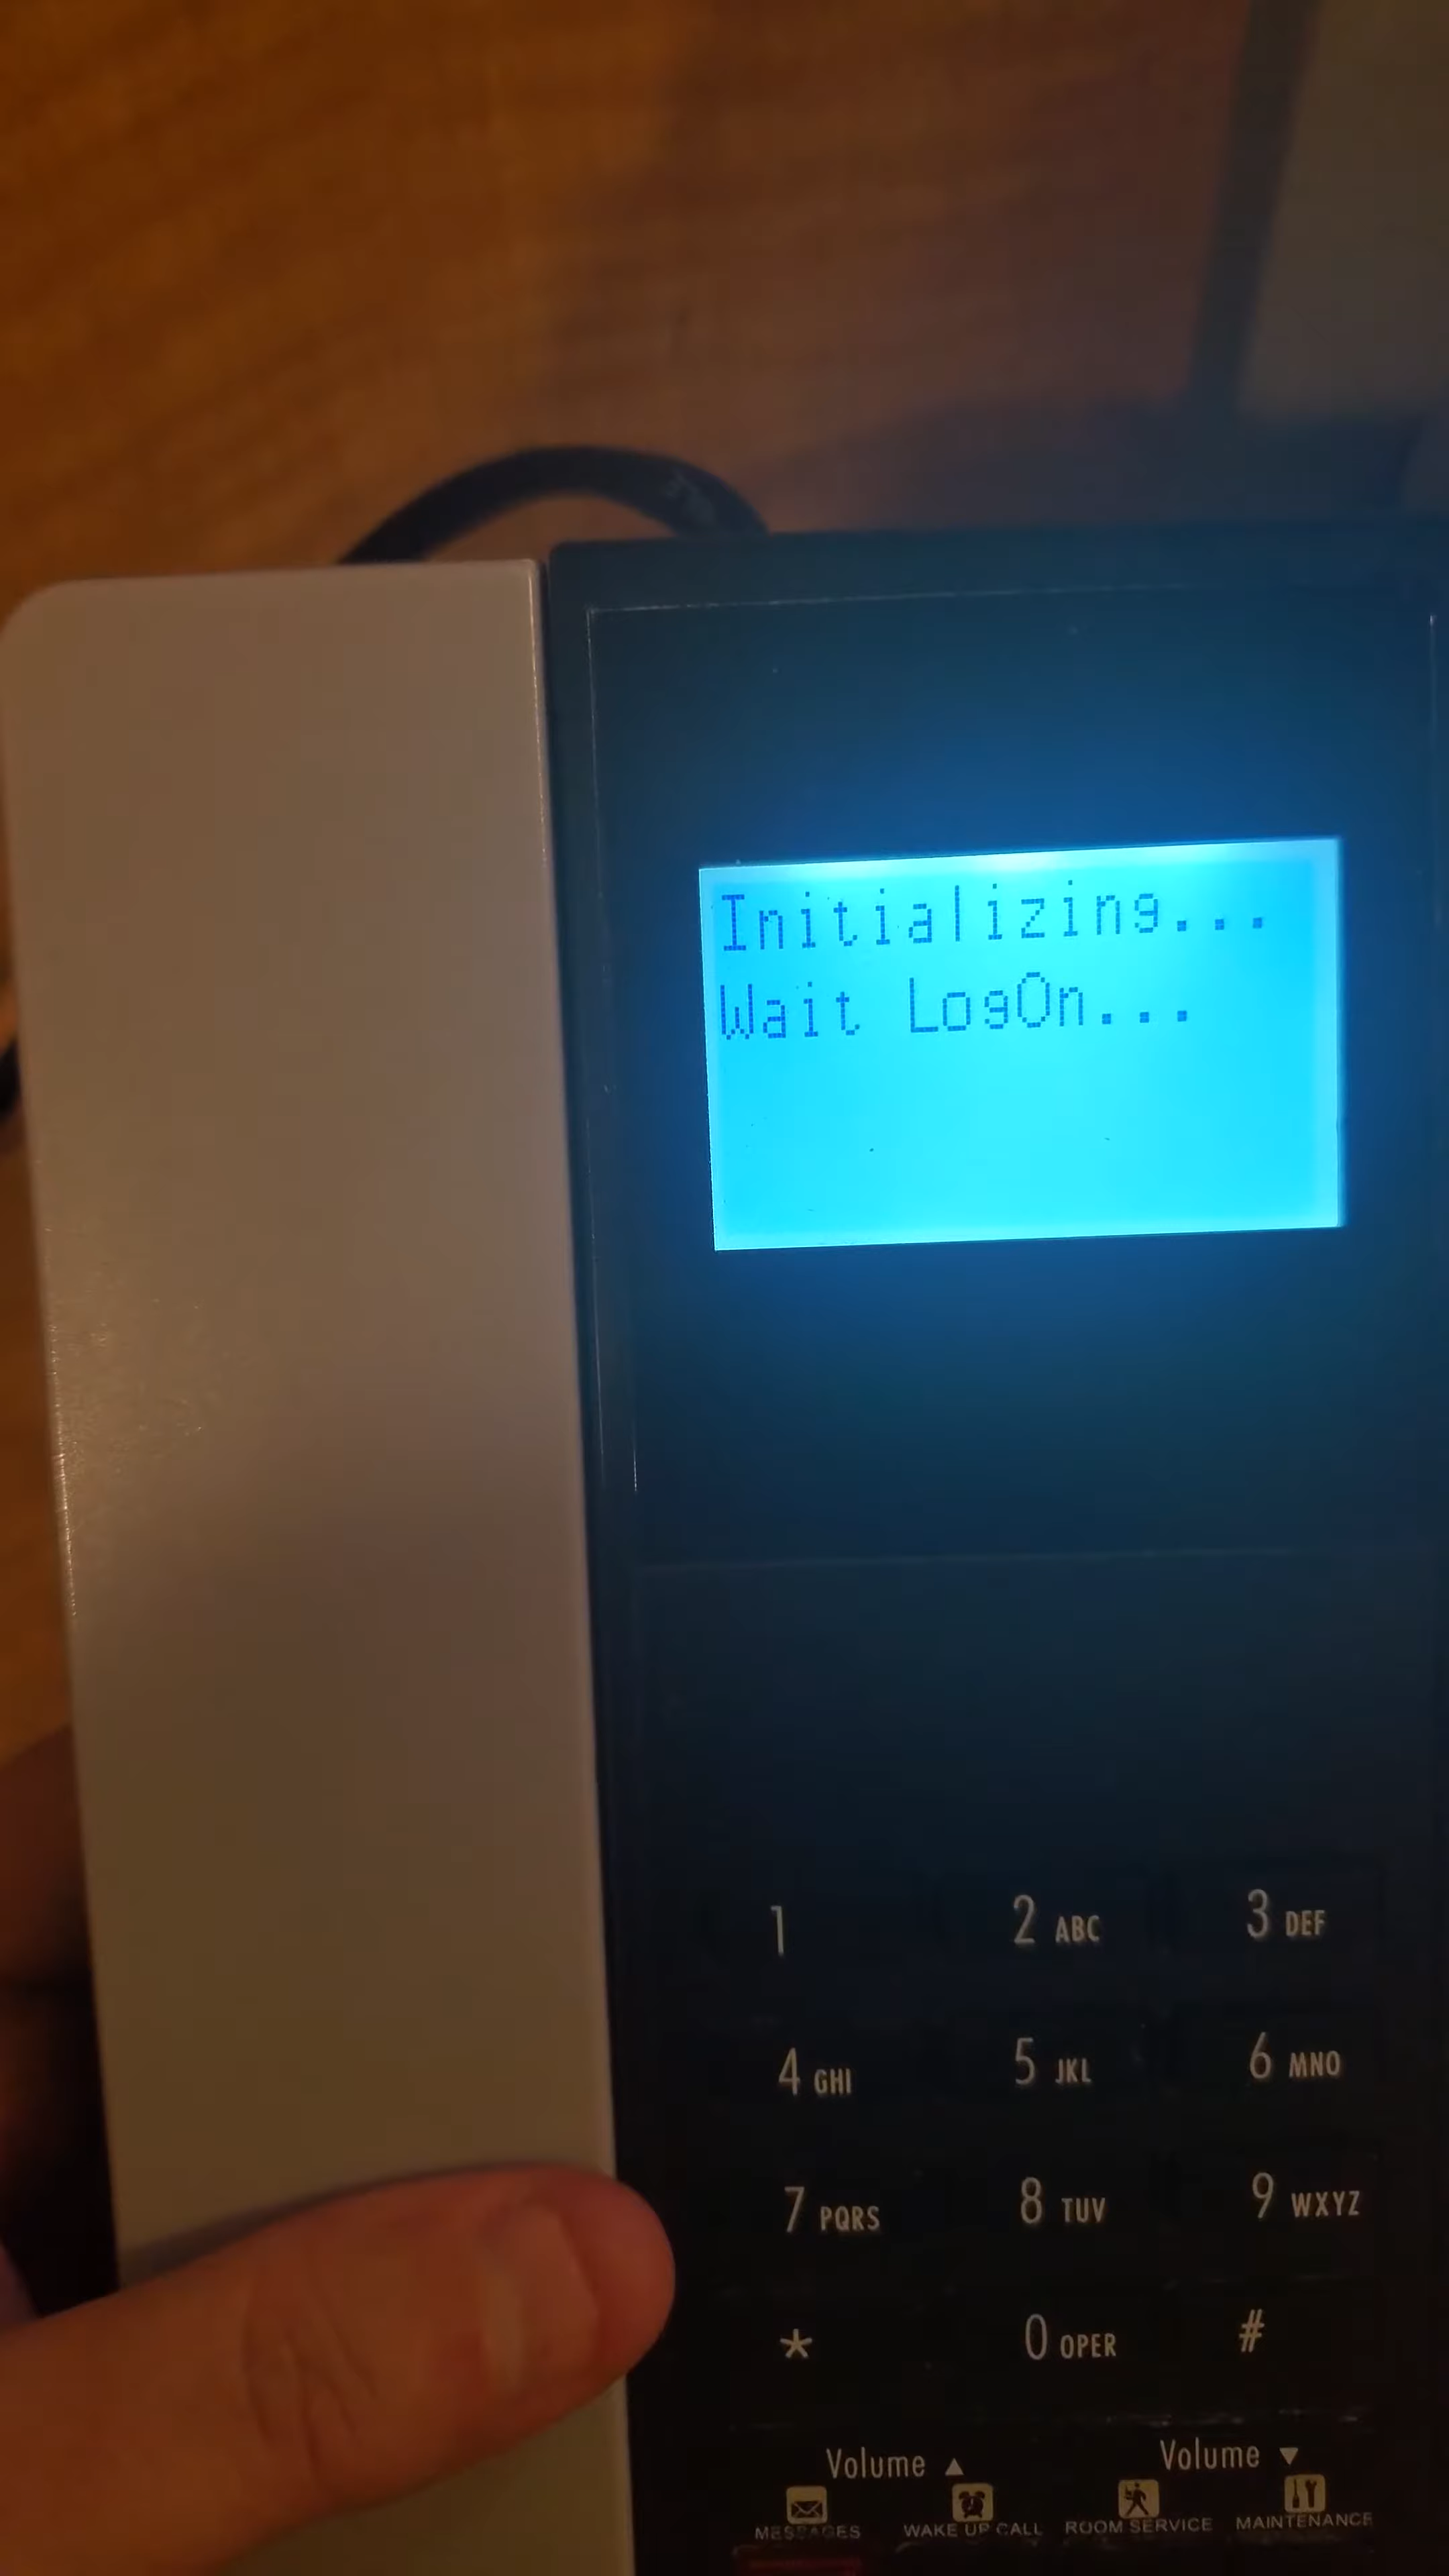 Initializing...
Wait LogOn...
1 2 ABC 3 DEF
4 GHI 5 JKL 6 MNO
7 PQRS 8 TUV 9 WXYZ
* 0 OPER #
Volume ▲ Volume ▼
MESSAGES WAKE UP CALL ROOM SERVICE MAINTENANCE